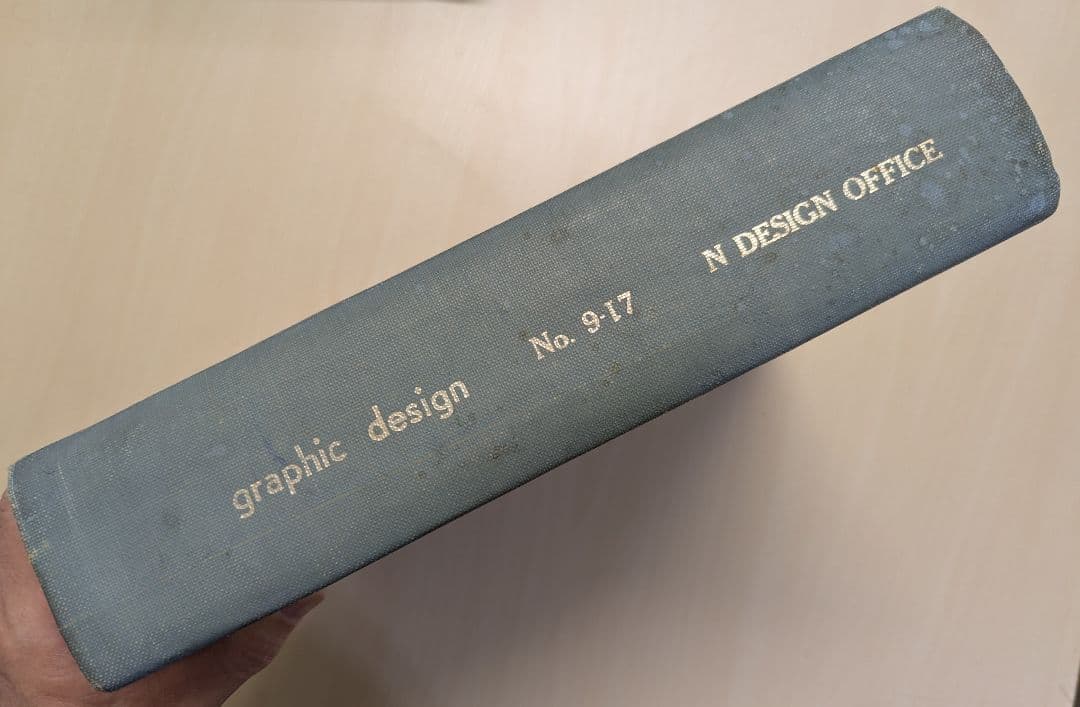 graphic design
No. 9-17
N DESIGN OFFICE